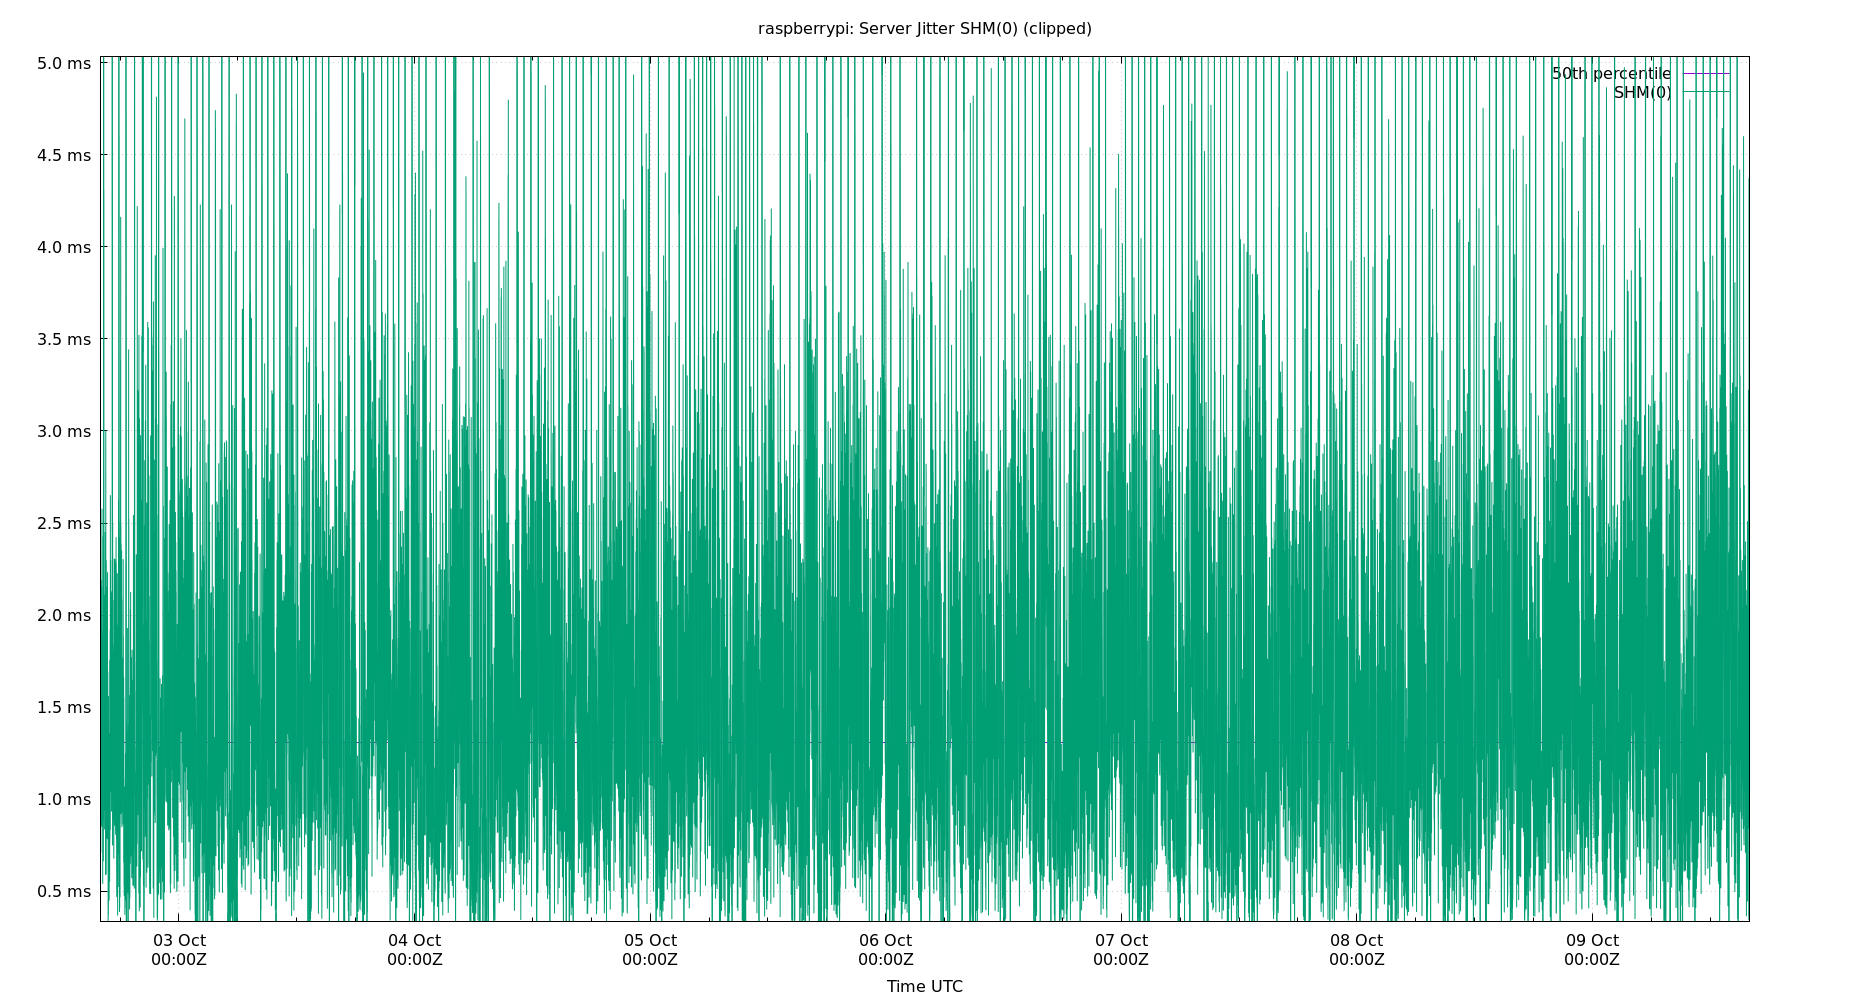 raspberrypi: Server Jitter SHM(0) (clipped)
5.0 ms
50th percentile
SHM(0)
4.5 ms
4.0 ms
3.5 ms
3.0 ms
2.5 ms
2.0 ms
1.5 ms
1.0 ms
0.5 ms
03 Oct 04 Oct 05 Oct 06 Oct 07 Oct 08 Oct 09 Oct
00:00Z 00:00Z 00:00Z 00:00Z 00:00Z 00:00Z 00:00Z
Time UTC